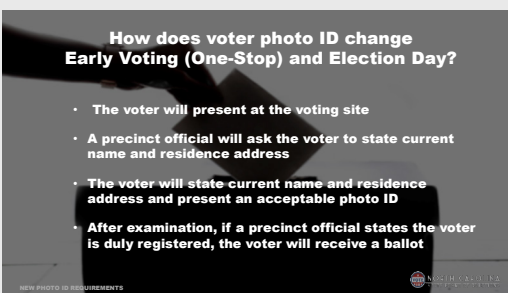 How does voter photo ID change
Early Voting (One-Stop) and Election Day?
• The voter will present at the voting site
• A precinct official will ask the voter to state current
name and residence address
• The voter will state current name and residence
address and present an acceptable photo ID
• After examination, if a precinct official states the voter
is duly registered, the voter will receive a ballot
NEW PHOTO ID REQUIREMENTS
NORTH CAROLINA